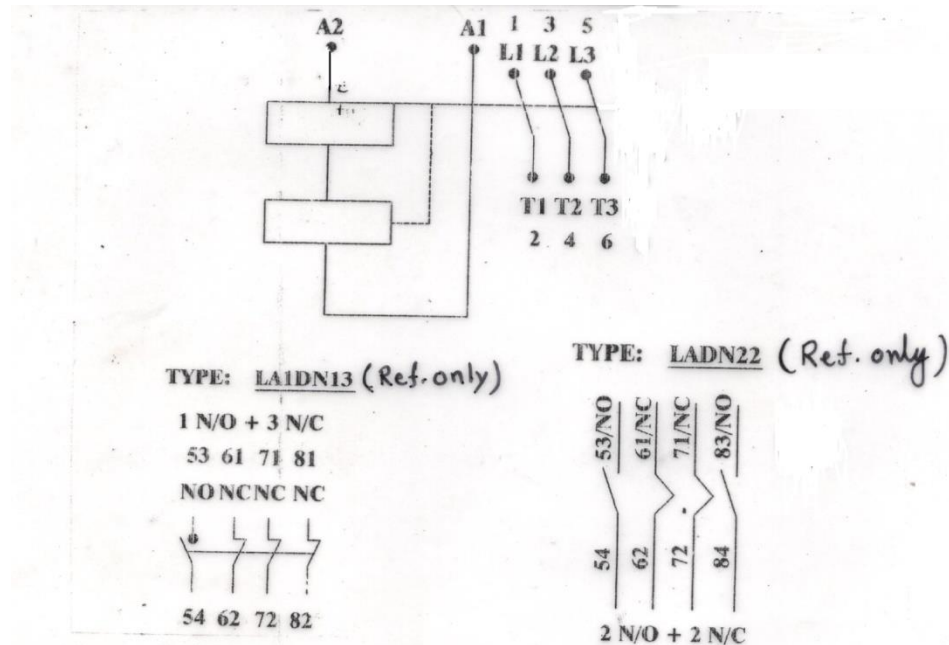 A2 A1 1 3 5
L1 L2 L3
T1 T2 T3
2 4 6
TYPE: LA1DN13 (Ref. only)
1 N/O + 3 N/C
53 61 71 81
NO NC NC NC
54 62 72 82
TYPE: LADN22 (Ref. only)
53/NO 61/NC 71/NC 83/NO
54 62 72 84
2 N/O + 2 N/C